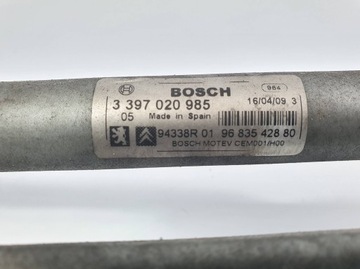 BOSCH
984
3 397 020 985
16/04/09 3
05 Made in Spain
94338R 01 96 835 428 80
BOSCH MOTEV CEM001/H00